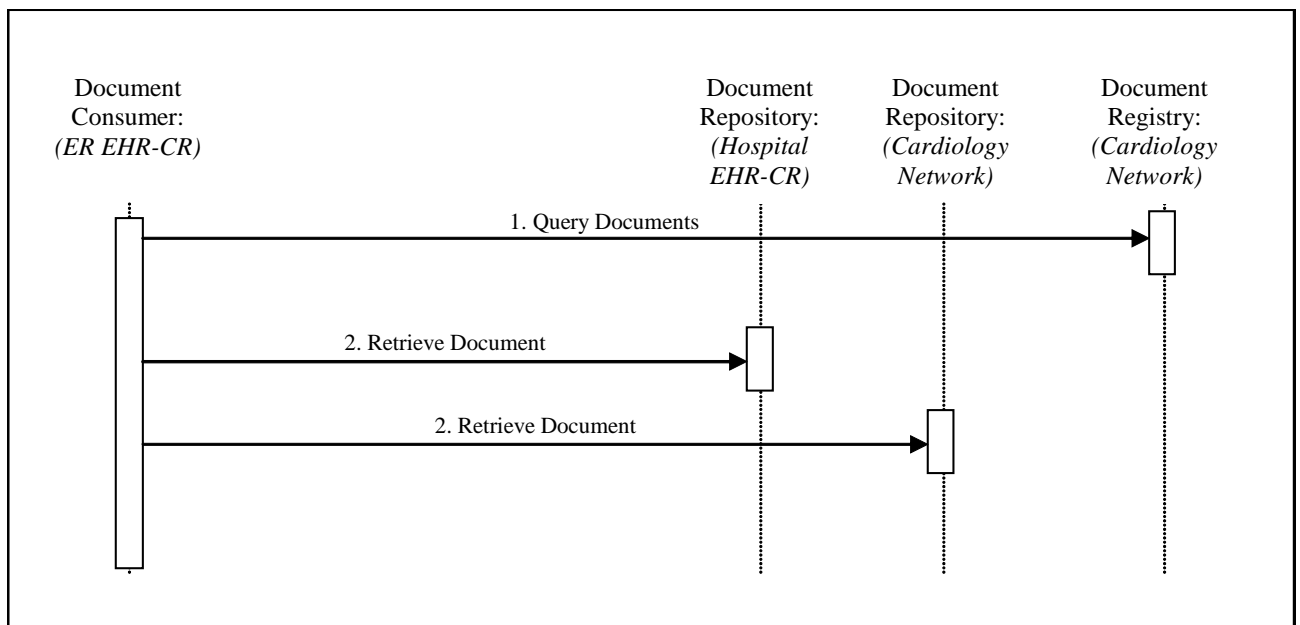 Document
Consumer:
(ER EHR-CR)
Document
Repository:
(Hospital
EHR-CR)
Document
Repository:
(Cardiology
Network)
Document
Registry:
(Cardiology
Network)
1. Query Documents
2. Retrieve Document
2. Retrieve Document